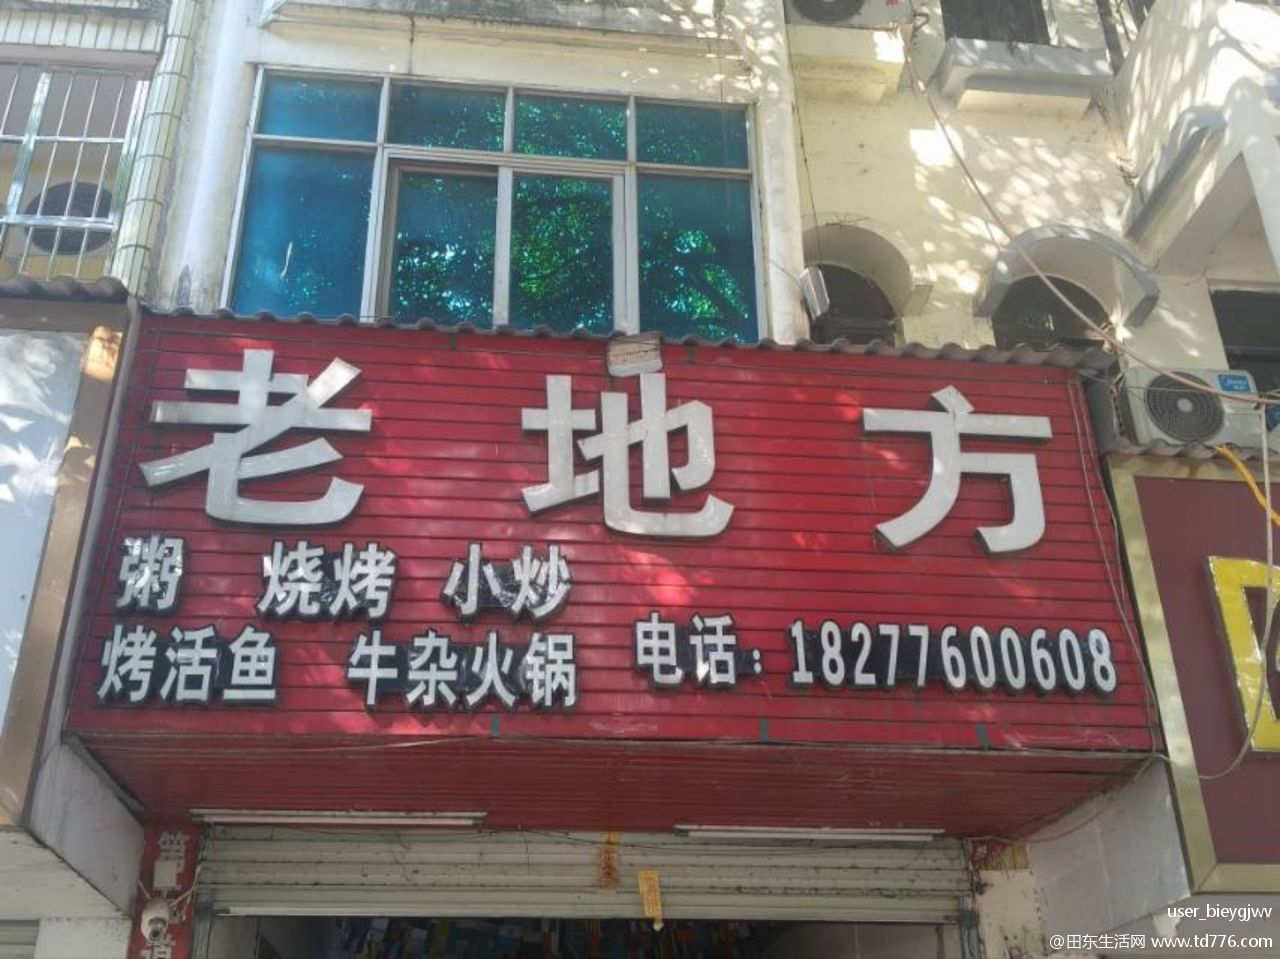 老地方
粥 烧烤 小炒
烤活鱼 牛杂火锅 电话：18277600608
Midea
user_bieygjwv
@田东生活网 www.td776.com